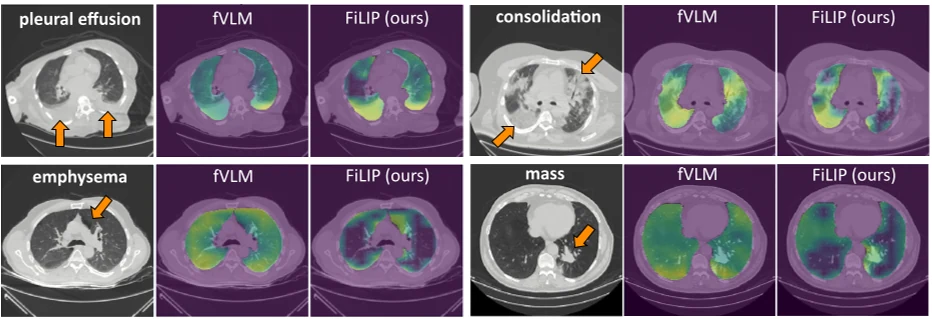 pleural effusion
fVLM
FiLIP (ours)
consolidation
fVLM
FiLIP (ours)
emphysema
fVLM
FiLIP (ours)
mass
fVLM
FiLIP (ours)